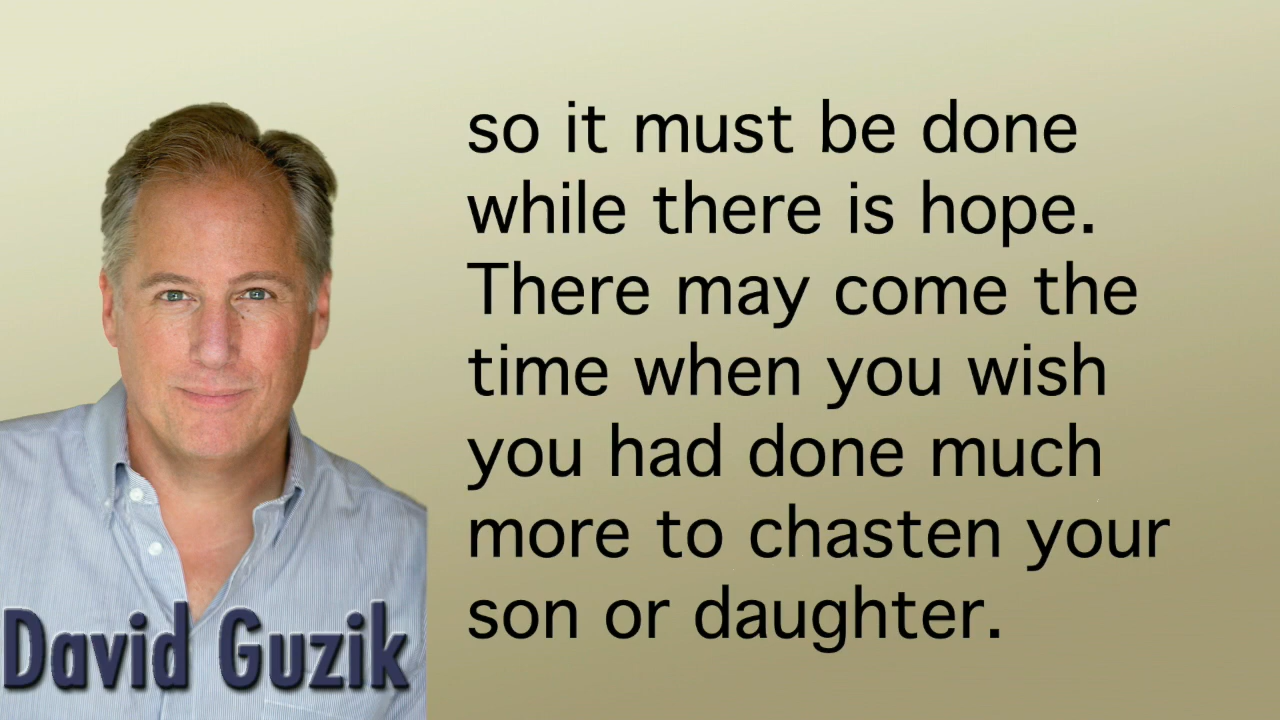 so it must be done
while there is hope.
There may come the
time when you wish
you had done much
more to chasten your
son or daughter.
David Guzik